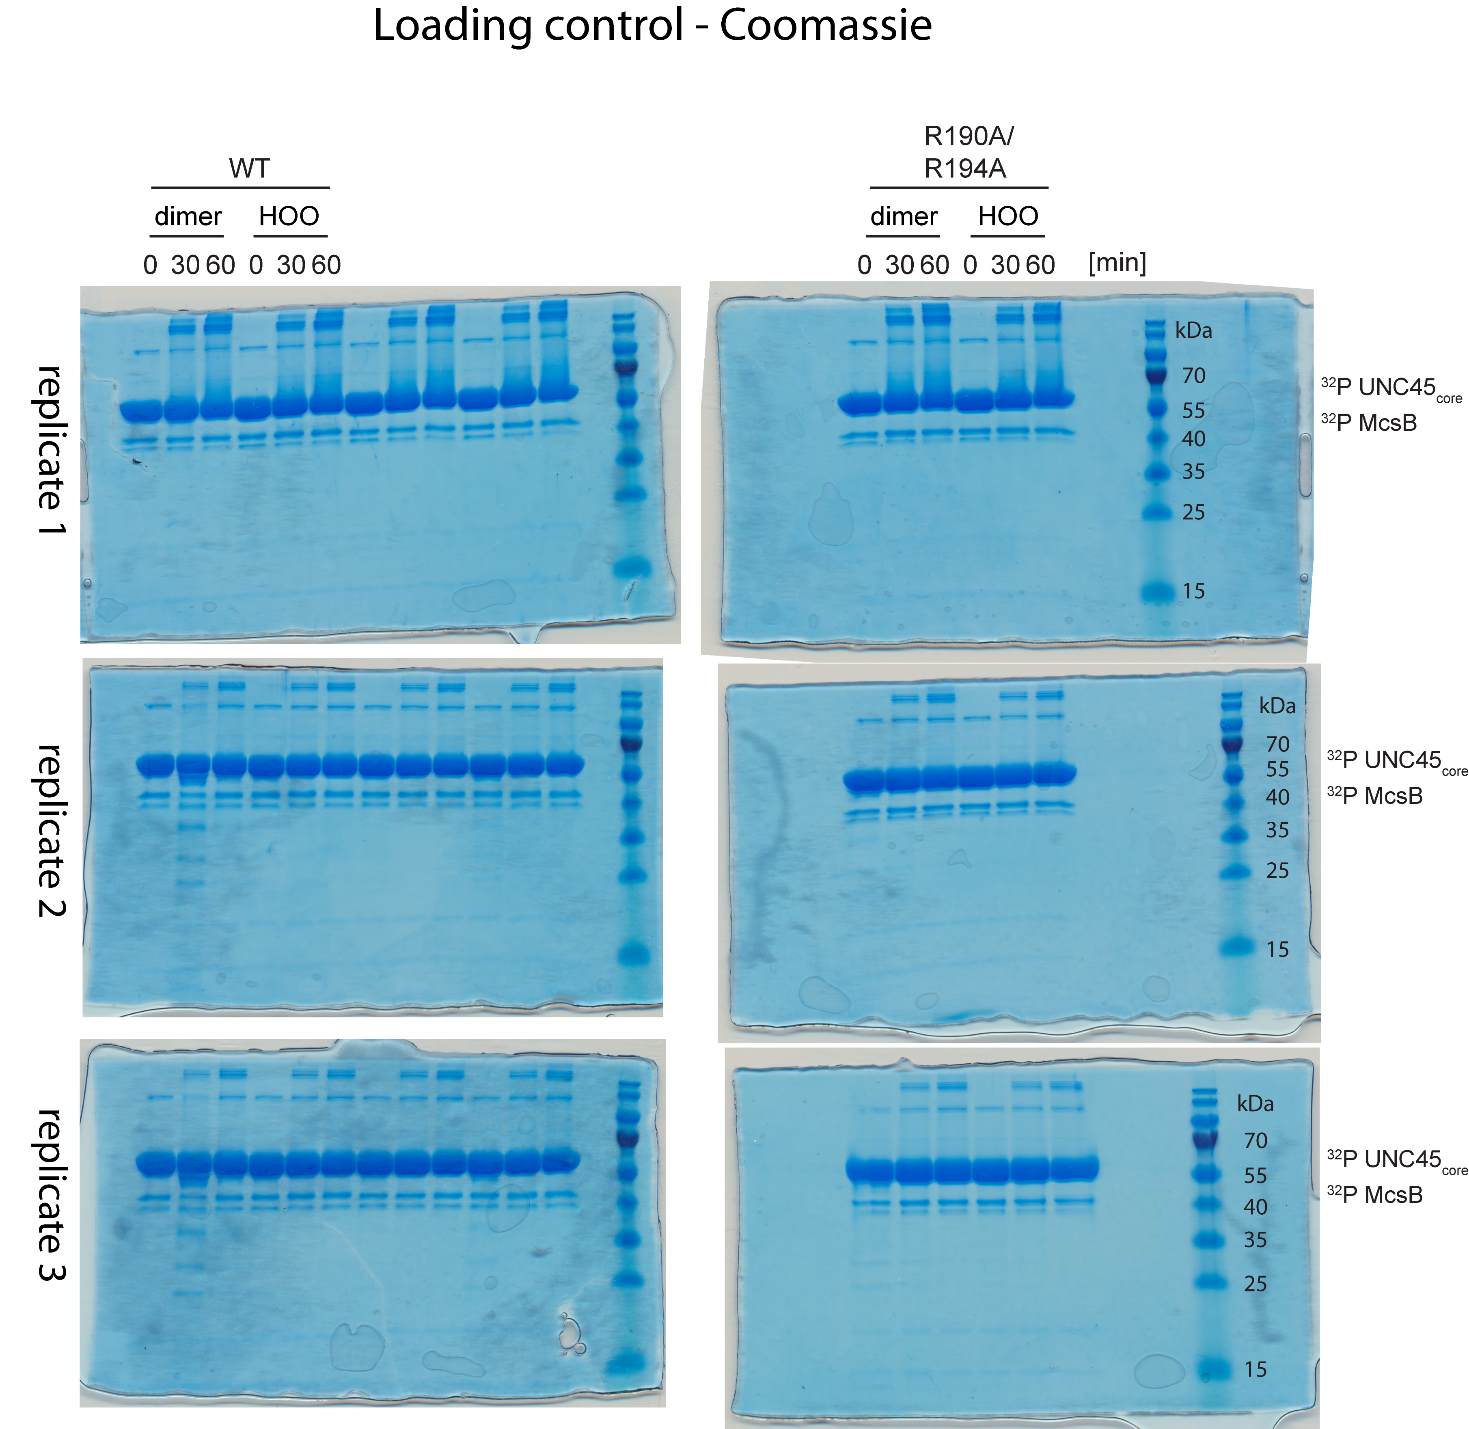 Loading control - Coomassie
WT
dimer HOO
0 30 60 0 30 60
R190A/
R194A
dimer HOO
0 30 60 0 30 60 [min]
replicate 1
kDa
70
55
40
35
25
15
32P UNC45core
32P McsB
replicate 2
kDa
70
55
40
35
25
15
32P UNC45core
32P McsB
replicate 3
kDa
70
55
40
35
25
15
32P UNC45core
32P McsB